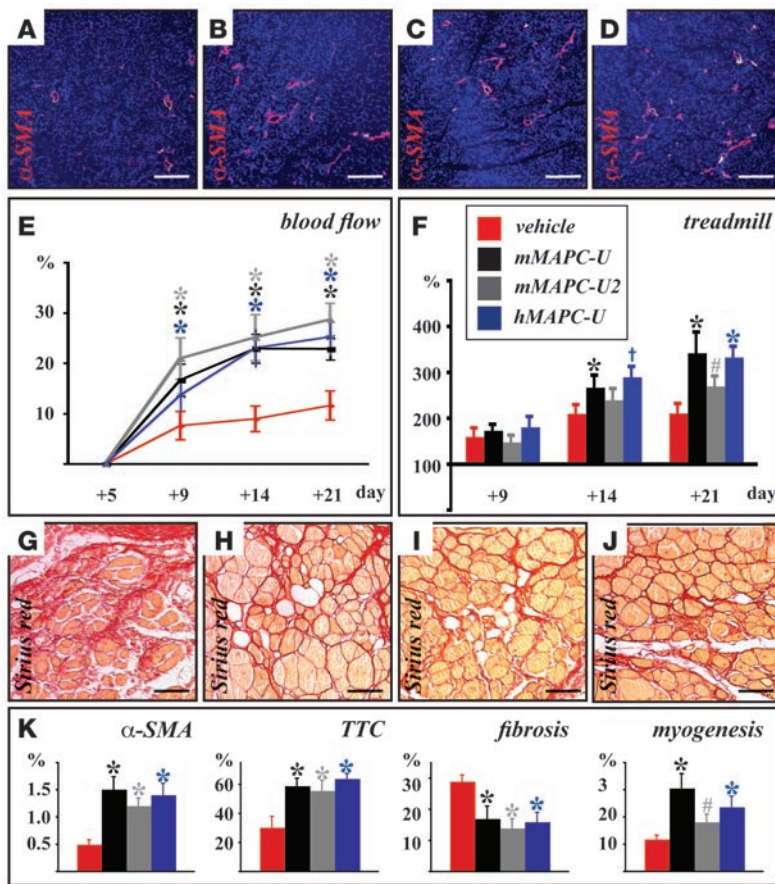 A
B
C
D
α-SMA
α-SMA
α-SMA
α-SMA
E
blood flow
%
30
20
10
+5
+9
+14
+21
day
*
*
*
*
*
*
*
*
*
F
treadmill
vehicle
mMAPC-U
mMAPC-U2
hMAPC-U
%
400
300
200
100
+9
+14
+21
day
*
†
*
#
*
G
H
I
J
Sirius red
Sirius red
Sirius red
Sirius red
K
α-SMA
%
1.5
1.0
0.5
*
*
*
TTC
%
60
40
20
*
*
*
fibrosis
%
30
20
10
*
*
*
myogenesis
%
3
20
10
*
#
*